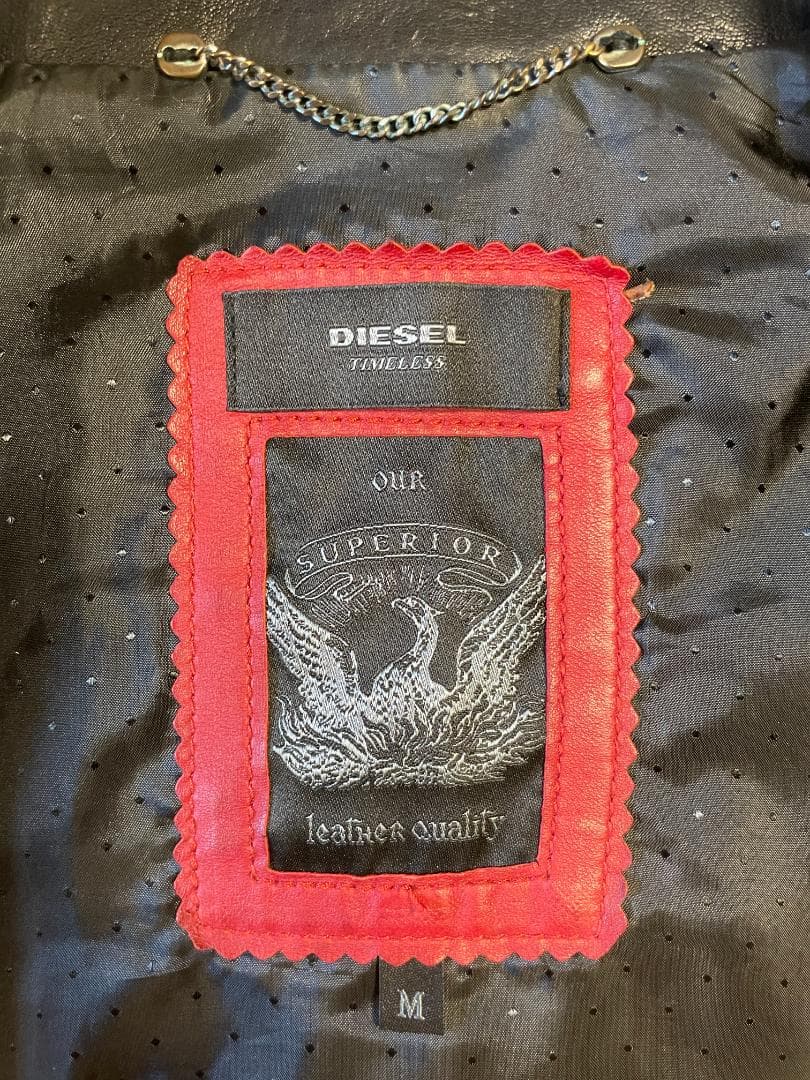 DIESEL
TIMELESS
OUR
SUPERIOR
leather quality
M